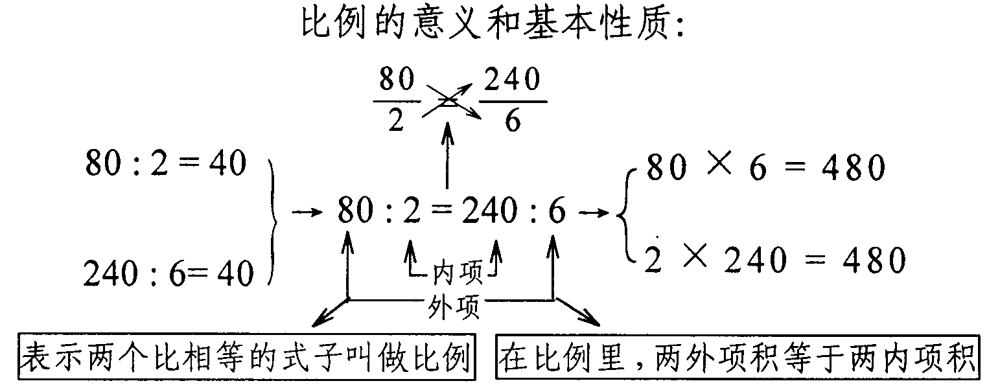 比例的意义和基本性质:
80/2 = 240/6
80 : 2 = 40
80 × 6 = 480
80 : 2 = 240 : 6
240 : 6= 40
2 × 240 = 480
内项
外项
表示两个比相等的式子叫做比例
在比例里,两外项积等于两内项积